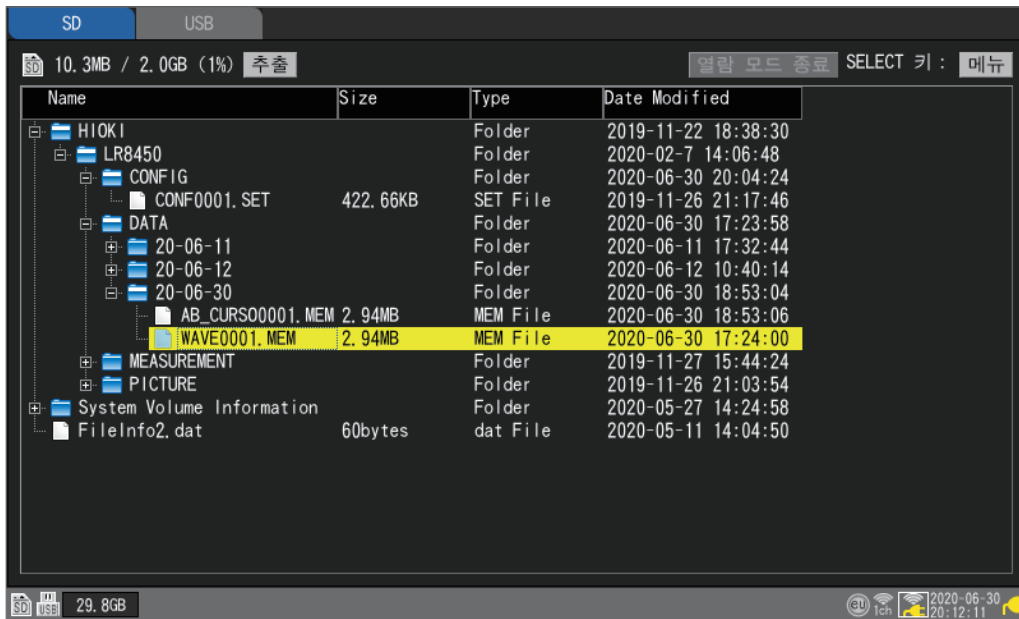 SD USB
SD 10.3MB / 2.0GB (1%) 추출 열람 모드 종료 SELECT 키 : 메뉴
Name Size Type Date Modified
HIOKI Folder 2019-11-22 18:38:30
LR8450 Folder 2020-02-7 14:06:48
CONFIG Folder 2020-06-30 20:04:24
CONF0001.SET 422.66KB SET File 2019-11-26 21:17:46
DATA Folder 2020-06-30 17:23:58
20-06-11 Folder 2020-06-11 17:32:44
20-06-12 Folder 2020-06-12 10:40:14
20-06-30 Folder 2020-06-30 18:53:04
AB_CURSO0001.MEM 2.94MB MEM File 2020-06-30 18:53:06
WAVE0001.MEM 2.94MB MEM File 2020-06-30 17:24:00
MEASUREMENT Folder 2019-11-27 15:44:24
PICTURE Folder 2019-11-26 21:03:54
System Volume Information Folder 2020-05-27 14:24:58
FileInfo2.dat 60bytes dat File 2020-05-11 14:04:50
SD USB 29.8GB eu 1ch 2020-06-30
20:12:11